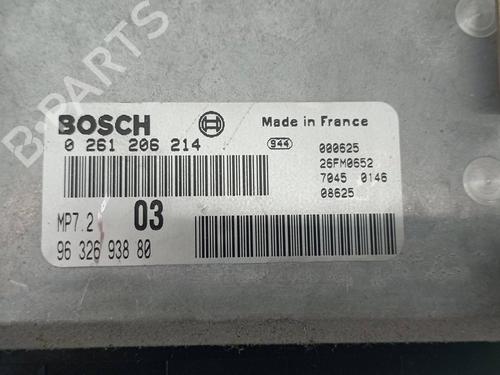 BOSCH
Made in France
0 261 206 214
944
000625
26FM0652
7045 0146
08625
MP7.2
03
96 326 938 80
B-PARTS